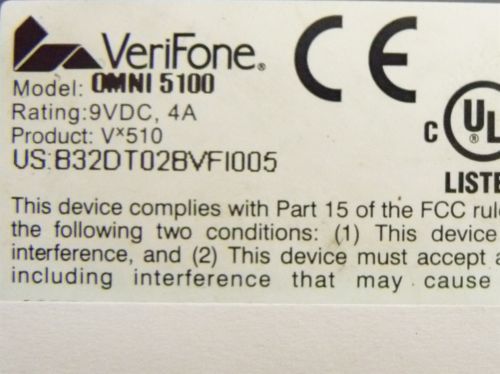 VeriFone®
CE
Model: OMNI 5100
Rating:9VDC, 4A
Product: Vx510
C UL
US:B32DT02BVFI005
LISTE
This device complies with Part 15 of the FCC rule
the following two conditions: (1) This device
interference, and (2) This device must accept a
including interference that may cause